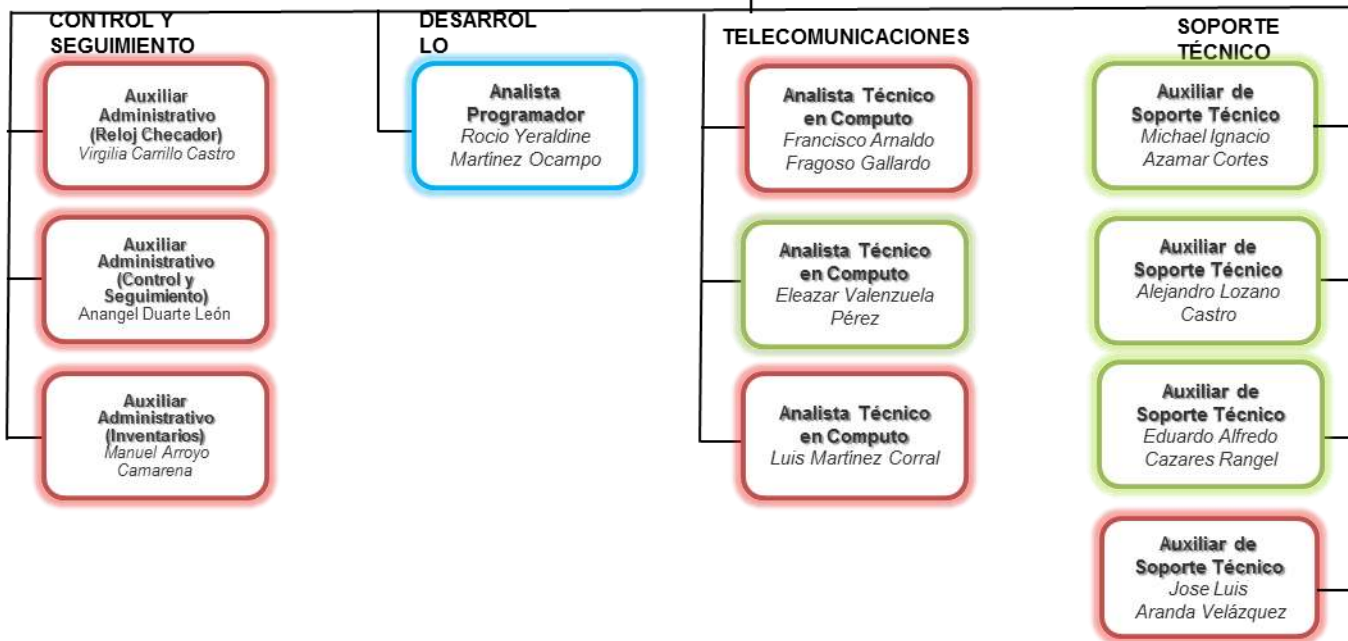 CONTROL Y
SEGUIMIENTO
Auxiliar
Administrativo
(Reloj Checador)
Virgilia Carrillo Castro
Auxiliar
Administrativo
(Control y
Seguimiento)
Anangel Duarte León
Auxiliar
Administrativo
(Inventarios)
Manuel Arroyo
Camarena
DESARROL
LO
Analista
Programador
Rocio Yeraldine
Martínez Ocampo
TELECOMUNICACIONES
Analista Técnico
en Computo
Francisco Arnaldo
Fragoso Gallardo
Analista Técnico
en Computo
Eleazar Valenzuela
Pérez
Analista Técnico
en Computo
Luis Martínez Corral
SOPORTE
TÉCNICO
Auxiliar de
Soporte Técnico
Michael Ignacio
Azamar Cortes
Auxiliar de
Soporte Técnico
Alejandro Lozano
Castro
Auxiliar de
Soporte Técnico
Eduardo Alfredo
Cazares Rangel
Auxiliar de
Soporte Técnico
Jose Luis
Aranda Velázquez